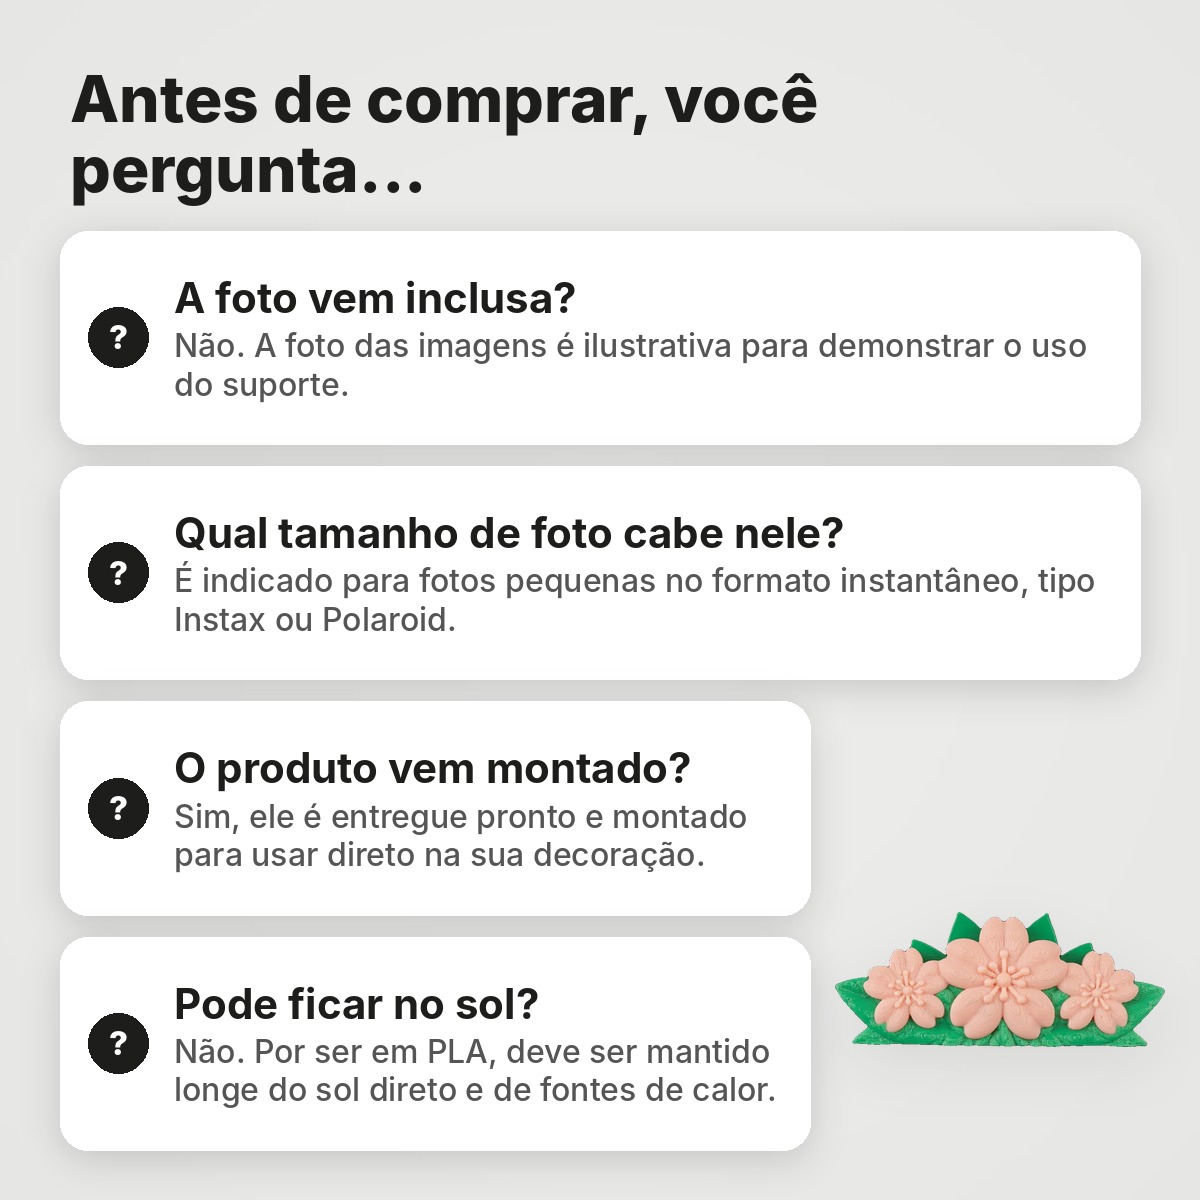 Antes de comprar, você
pergunta...
?
A foto vem inclusa?
Não. A foto das imagens é ilustrativa para demonstrar o uso
do suporte.
?
Qual tamanho de foto cabe nele?
É indicado para fotos pequenas no formato instantâneo, tipo
Instax ou Polaroid.
?
O produto vem montado?
Sim, ele é entregue pronto e montado
para usar direto na sua decoração.
?
Pode ficar no sol?
Não. Por ser em PLA, deve ser mantido
longe do sol direto e de fontes de calor.